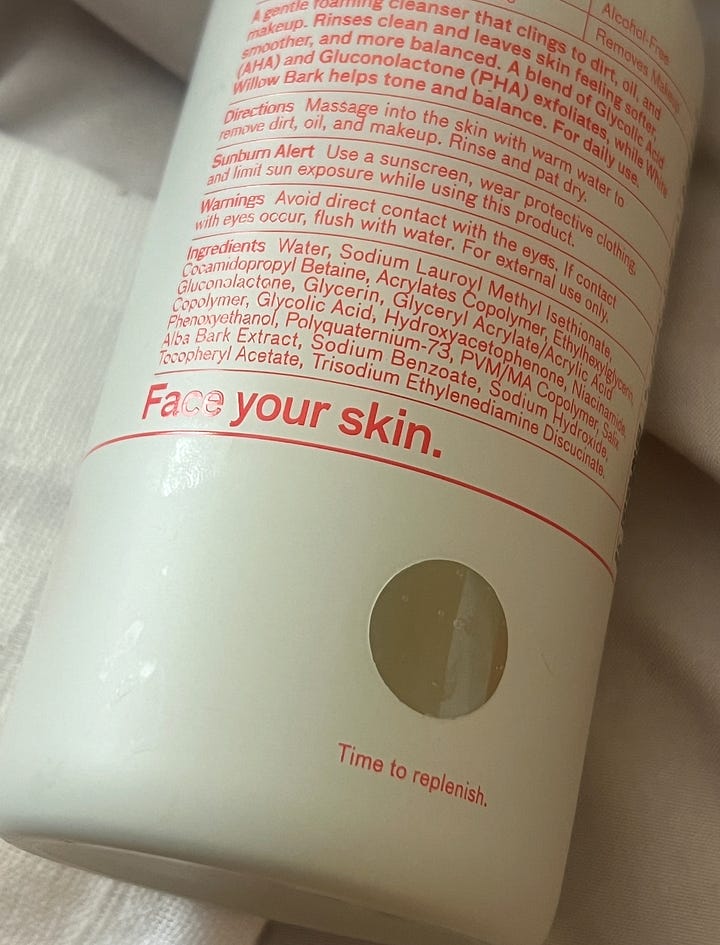 Alcohol-Free
Removes Makeup
A gentle foaming cleanser that clings to dirt, oil, and
makeup. Rinses clean and leaves skin feeling softer,
smoother, and more balanced. A blend of Glycolic Acid
(AHA) and Gluconolactone (PHA) exfoliates, while White
Willow Bark helps tone and balance. For daily use.
Directions Massage into the skin with warm water to
remove dirt, oil, and makeup. Rinse and pat dry.
Sunburn Alert Use a sunscreen, wear protective clothing,
and limit sun exposure while using this product.
Warnings Avoid direct contact with the eyes. If contact
with eyes occur, flush with water. For external use only.
Ingredients Water, Sodium Lauroyl Methyl Isethionate,
Cocamidopropyl Betaine, Acrylates Copolymer, Ethylhexylglycerin,
Gluconolactone, Glycerin, Glyceryl Acrylate/Acrylic Acid
Copolymer, Glycolic Acid, Hydroxyacetophenone, Niacinamide,
Phenoxyethanol, Polyquaternium-73, PVM/MA Copolymer, Salix
Alba Bark Extract, Sodium Benzoate, Sodium Hydroxide,
Tocopheryl Acetate, Trisodium Ethylenediamine Discucinate.
Face your skin.
Time to replenish.